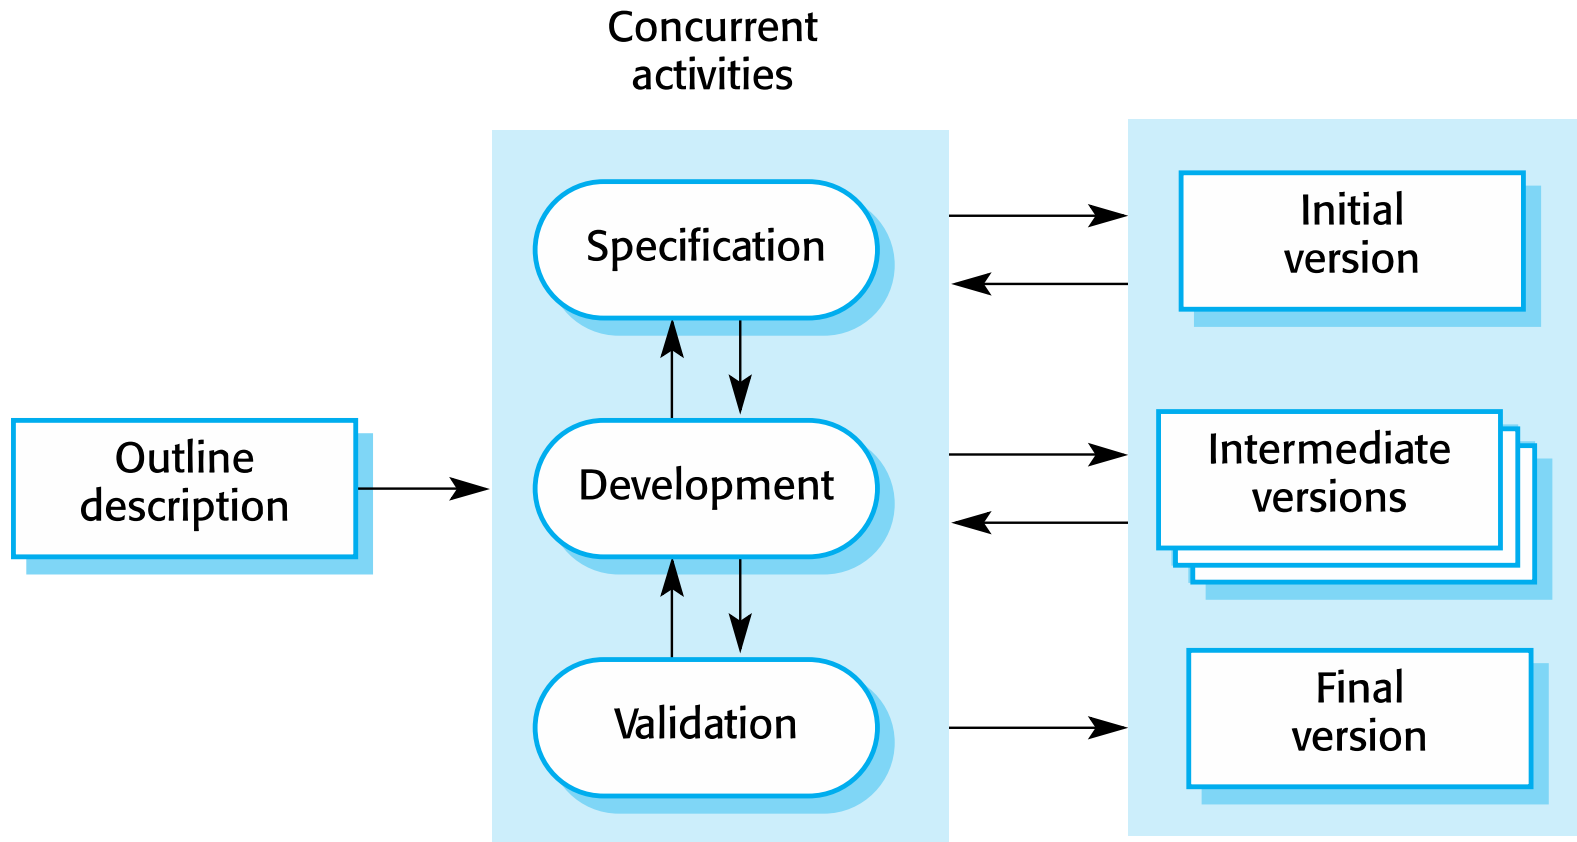 Concurrent
activities
Specification
Initial
version
Outline
description
Development
Intermediate
versions
Validation
Final
version